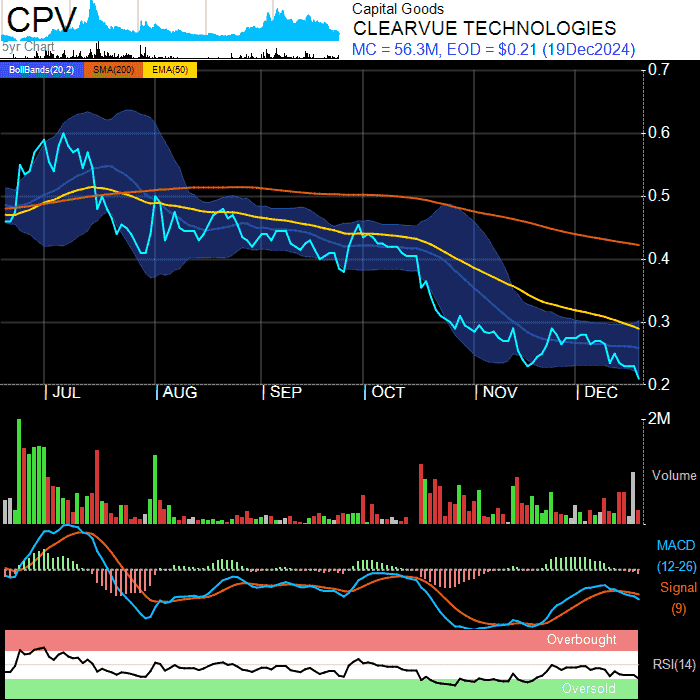 CPV
5yr Chart
Capital Goods
CLEARVUE TECHNOLOGIES
MC = 56.3M, EOD = $0.21 (19Dec2024)
BollBands(20,2) SMA(200) EMA(50)
0.7
0.6
0.5
0.4
0.3
0.2
JUL AUG SEP OCT NOV DEC
2M
Volume
MACD
(12-26)
Signal
(9)
Overbought
RSI(14)
Oversold